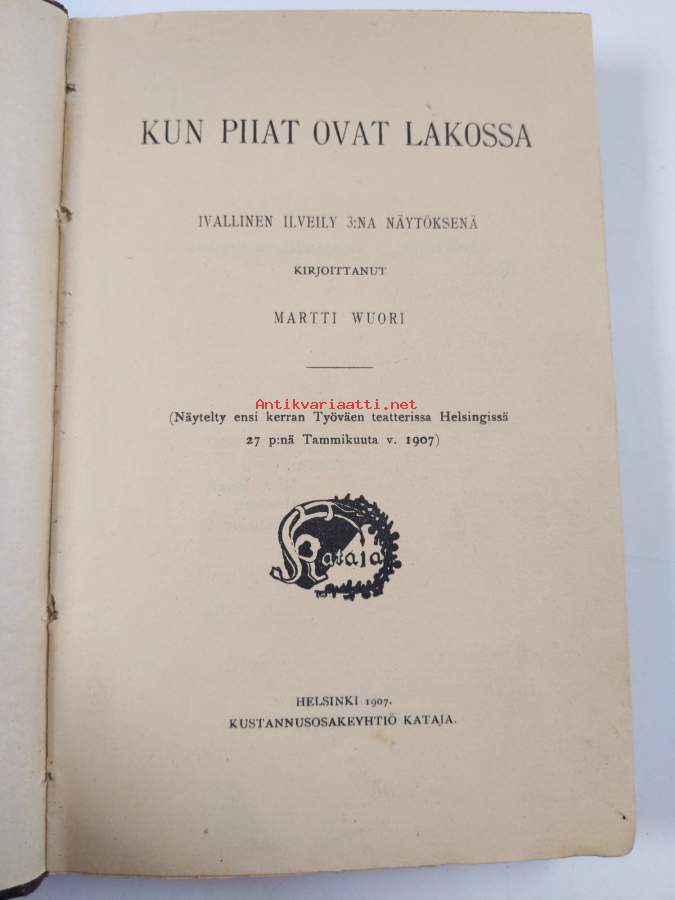 KUN PIIAT OVAT LAKOSSA
IVALLINEN ILVEILY 3:NA NÄYTÖKSENÄ
KIRJOITTANUT
MARTTI WUORI
Antikvariaatti.net
(Näytelty ensi kerran Työväen teatterissa Helsingissä
27 p:nä Tammikuuta v. 1907)
Kataja
HELSINKI 1907.
KUSTANNUSOSAKEYHTIÖ KATAJA.